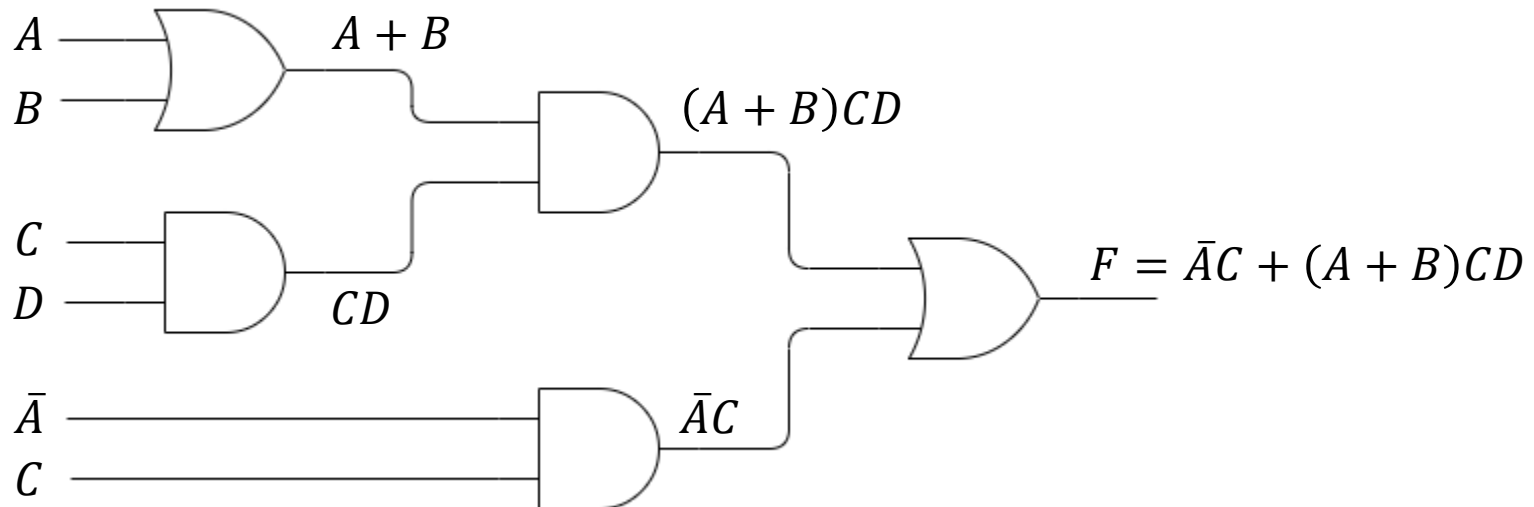 A
A + B
B
(A + B)CD
C
F = ĀC + (A + B)CD
D
CD
Ā
ĀC
C